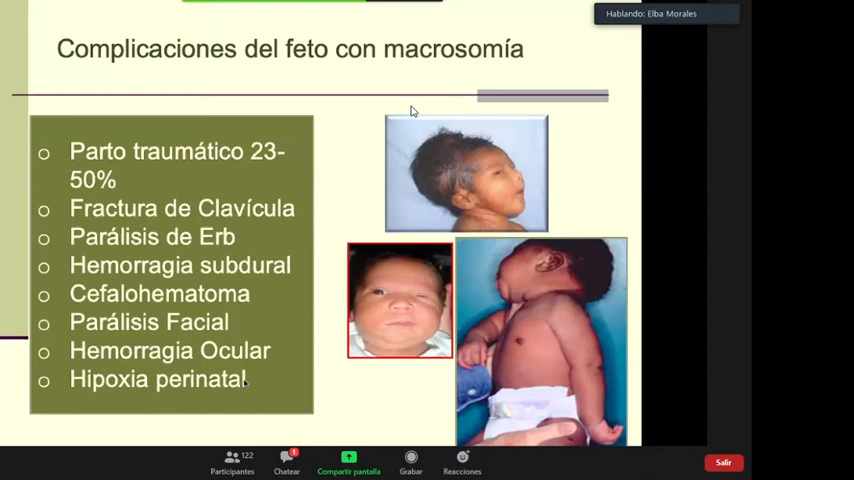 Hablando: Elba Morales
Complicaciones del feto con macrosomía
o Parto traumático 23-
50%
o Fractura de Clavícula
o Parálisis de Erb
o Hemorragia subdural
o Cefalohematoma
o Parálisis Facial
o Hemorragia Ocular
o Hipoxia perinatal
122
1
Participantes
Chatear
Compartir pantalla
Grabar
Reacciones
Salir